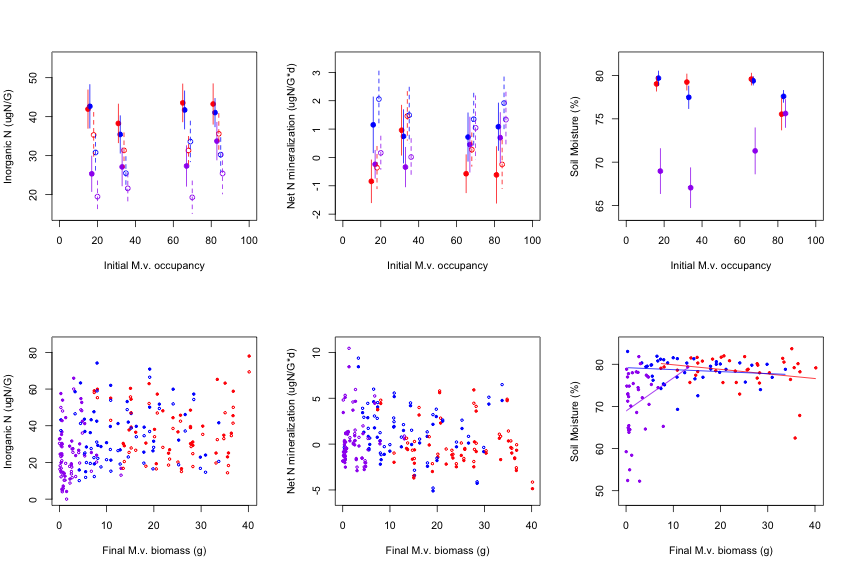 Inorganic N (ugN/G)
50
40
30
20
0 20 40 60 80 100
Initial M.v. occupancy
Net N mineralization (ugN/G*d)
3
2
1
0
-1
-2
0 20 40 60 80 100
Initial M.v. occupancy
Soil Moisture (%)
80
75
70
65
0 20 40 60 80 100
Initial M.v. occupancy
Inorganic N (ugN/G)
80
60
40
20
0
0 10 20 30 40
Final M.v. biomass (g)
Net N mineralization (ugN/G*d)
10
5
0
-5
0 10 20 30 40
Final M.v. biomass (g)
Soil Moisture (%)
80
70
60
50
0 10 20 30 40
Final M.v. biomass (g)